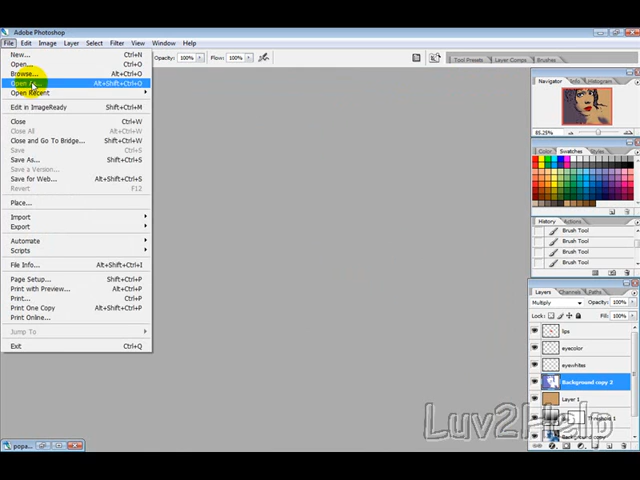 Adobe Photoshop
File Edit Image Layer Select Filter View Window Help
Opacity: 100% Flow: 100% Tool Presets Layer Comps Brushes
New... Ctrl+N
Open... Ctrl+O
Browse... Alt+Ctrl+O
Open As... Alt+Shift+Ctrl+O
Open Recent
Edit in ImageReady Shift+Ctrl+M
Close Ctrl+W
Close All Alt+Ctrl+W
Close and Go To Bridge... Shift+Ctrl+W
Save Ctrl+S
Save As... Shift+Ctrl+S
Save a Version...
Save for Web... Alt+Shift+Ctrl+S
Revert F12
Place...
Import
Export
Automate
Scripts
File Info... Alt+Shift+Ctrl+I
Page Setup... Shift+Ctrl+P
Print with Preview... Alt+Ctrl+P
Print... Ctrl+P
Print One Copy Alt+Shift+Ctrl+P
Print Online...
Jump To
Exit Ctrl+Q
Navigator Info Histogram
Color Swatches Styles
History Actions
Brush Tool
Brush Tool
Brush Tool
Brush Tool
Layers Channels Paths
Multiply Opacity: 100%
Lock: Fill: 100%
lips
eyecolor
eyewhites
Background copy 2
Layer 1
Threshold 1
Background copy
popa...
Luv2Help